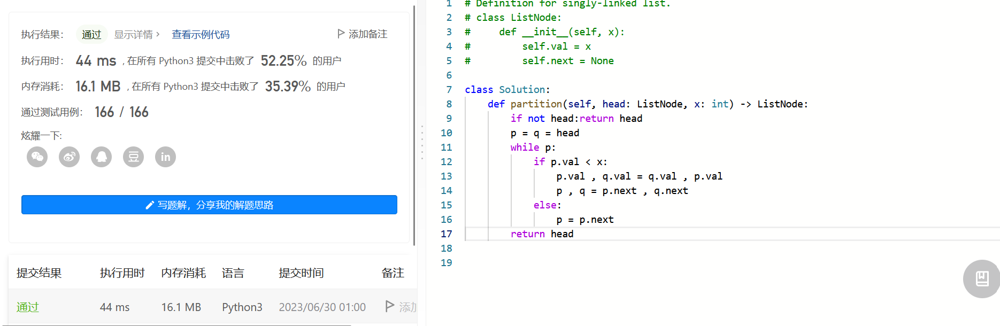 执行结果： 通过 显示详情 › 查看示例代码 添加备注
执行用时： 44 ms , 在所有 Python3 提交中击败了 52.25% 的用户
内存消耗： 16.1 MB , 在所有 Python3 提交中击败了 35.39% 的用户
通过测试用例： 166 / 166
炫耀一下:
豆 in
写题解，分享我的解题思路
提交结果 执行用时 内存消耗 语言 提交时间 备注
通过 44 ms 16.1 MB Python3 2023/06/30 01:00 添加
1 # Definition for singly-linked list.
2 # class ListNode:
3 #     def __init__(self, x):
4 #         self.val = x
5 #         self.next = None
6
7 class Solution:
8     def partition(self, head: ListNode, x: int) -> ListNode:
9         if not head:return head
10         p = q = head
11         while p:
12             if p.val < x:
13                 p.val , q.val = q.val , p.val
14                 p , q = p.next , q.next
15             else:
16                 p = p.next
17         return head
18
19